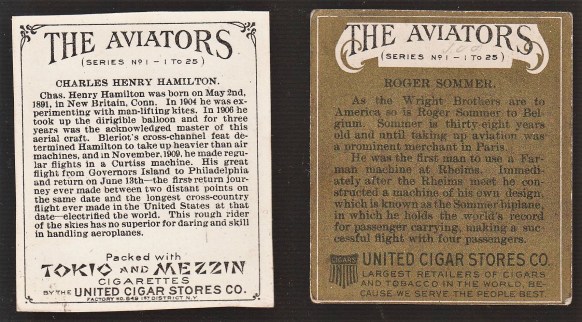 THE AVIATORS
(SERIES Nº1 - 1 TO 25)
CHARLES HENRY HAMILTON.
Chas. Henry Hamilton was born on May 2nd,
1891, in New Britain, Conn. In 1904 he was ex-
perimenting with man-lifting kites. In 1906 he
took up the dirigible balloon and for three
years was the acknowledged master of this
aerial craft. Bleriot's cross-channel feat de-
termined Hamilton to take up heavier than air
machines, and in November, 1909, he made regu-
lar flights in a Curtiss machine. His great
flight from Governors Island to Philadelphia
and return on June 13th—the first return jour-
ney ever made between two distant points on
the same date and the longest cross-country
flight ever made in the United States at that
date—electrified the world. This rough rider
of the skies has no superior for daring and skill
in handling aeroplanes.
Packed with
TOKIO AND MEZZIN
CIGARETTES
BY THE UNITED CIGAR STORES CO.
FACTORY NO. 649 1ST DISTRICT N.Y.
THE AVIATORS
(SERIES Nº1 - 1 TO 25)
ROGER SOMMER.
As the Wright Brothers are to
America so is Roger Sommer to Bel-
gium. Sommer is thirty-eight years
old and until taking up aviation was
a prominent merchant in Paris.
He was the first man to use a Far-
man machine at Rheims. Immedi-
ately after the Rheims meet he con-
structed a machine of his own design,
which is known as the Sommer biplane,
in which he holds the world's record
for passenger carrying, making a suc-
cessful flight with four passengers.
CIGARS
UNITED CIGAR STORES CO.
LARGEST RETAILERS OF CIGARS
AND TOBACCO IN THE WORLD, BE-
CAUSE WE SERVE THE PEOPLE BEST.